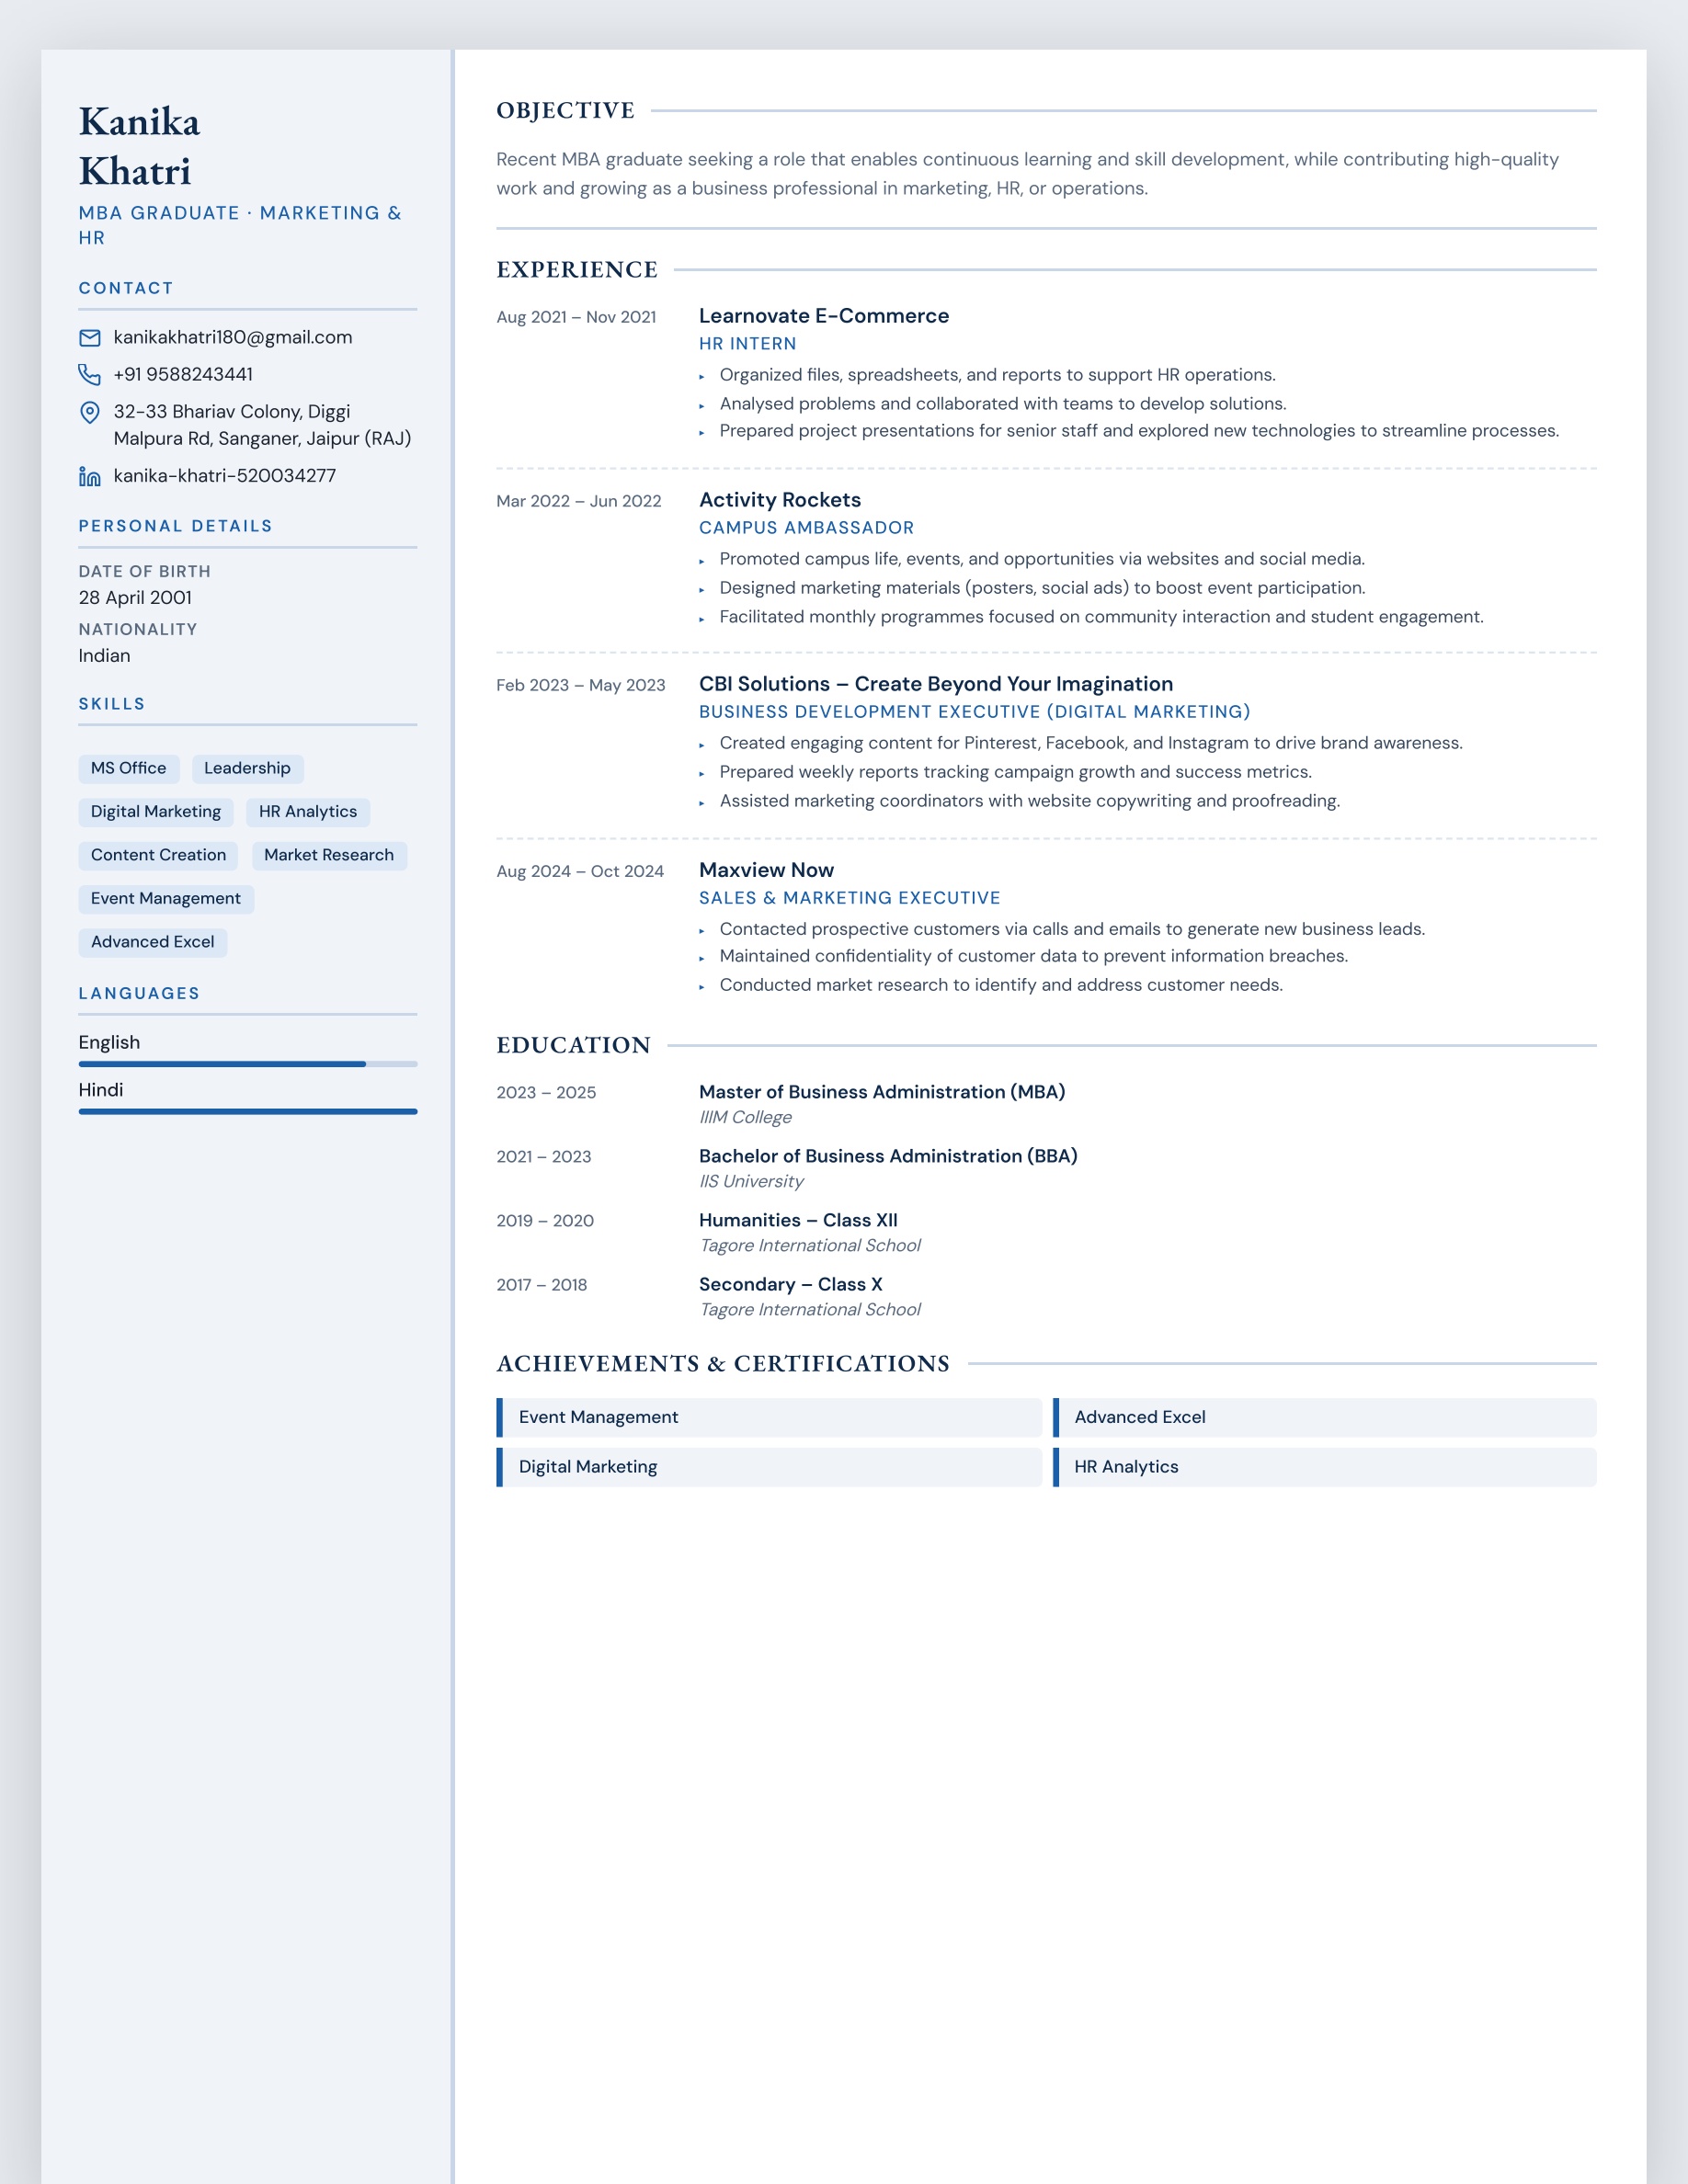 Kanika
Khatri
MBA GRADUATE · MARKETING &
HR
CONTACT
kanikakhatri180@gmail.com
+91 9588243441
32-33 Bhariav Colony, Diggi
Malpura Rd, Sanganer, Jaipur (RAJ)
kanika-khatri-520034277
PERSONAL DETAILS
DATE OF BIRTH
28 April 2001
NATIONALITY
Indian
SKILLS
MS Office Leadership
Digital Marketing HR Analytics
Content Creation Market Research
Event Management
Advanced Excel
LANGUAGES
English
Hindi
OBJECTIVE
Recent MBA graduate seeking a role that enables continuous learning and skill development, while contributing high-quality
work and growing as a business professional in marketing, HR, or operations.
EXPERIENCE
Aug 2021 – Nov 2021 Learnovate E-Commerce
HR INTERN
▸ Organized files, spreadsheets, and reports to support HR operations.
▸ Analysed problems and collaborated with teams to develop solutions.
▸ Prepared project presentations for senior staff and explored new technologies to streamline processes.
Mar 2022 – Jun 2022 Activity Rockets
CAMPUS AMBASSADOR
▸ Promoted campus life, events, and opportunities via websites and social media.
▸ Designed marketing materials (posters, social ads) to boost event participation.
▸ Facilitated monthly programmes focused on community interaction and student engagement.
Feb 2023 – May 2023 CBI Solutions – Create Beyond Your Imagination
BUSINESS DEVELOPMENT EXECUTIVE (DIGITAL MARKETING)
▸ Created engaging content for Pinterest, Facebook, and Instagram to drive brand awareness.
▸ Prepared weekly reports tracking campaign growth and success metrics.
▸ Assisted marketing coordinators with website copywriting and proofreading.
Aug 2024 – Oct 2024 Maxview Now
SALES & MARKETING EXECUTIVE
▸ Contacted prospective customers via calls and emails to generate new business leads.
▸ Maintained confidentiality of customer data to prevent information breaches.
▸ Conducted market research to identify and address customer needs.
EDUCATION
2023 – 2025 Master of Business Administration (MBA)
IIIM College
2021 – 2023 Bachelor of Business Administration (BBA)
IIS University
2019 – 2020 Humanities – Class XII
Tagore International School
2017 – 2018 Secondary – Class X
Tagore International School
ACHIEVEMENTS & CERTIFICATIONS
Event Management Advanced Excel
Digital Marketing HR Analytics